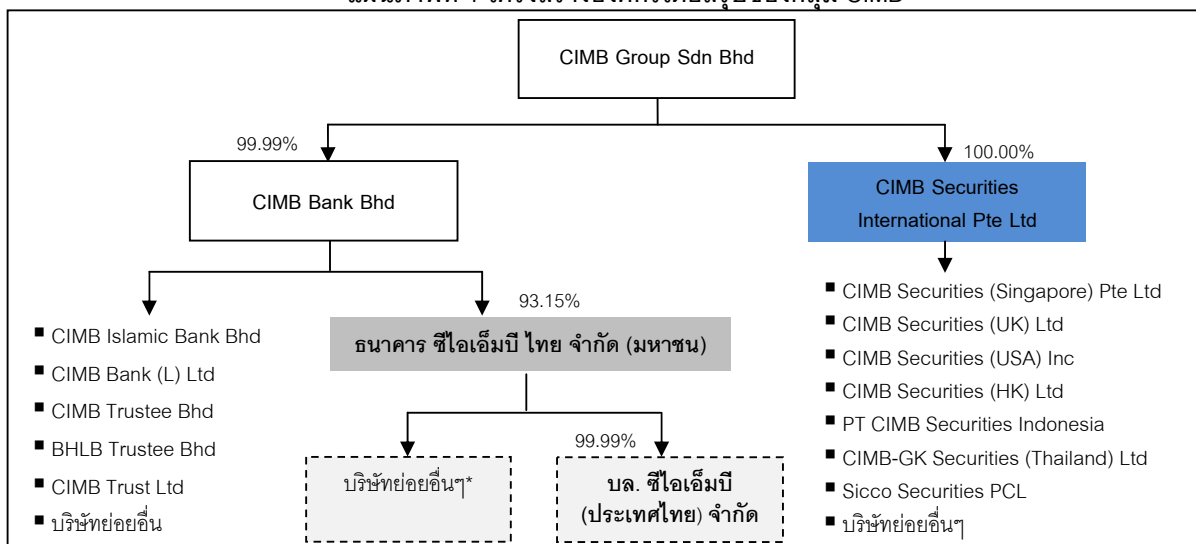 CIMB Group Sdn Bhd
99.99%
100.00%
CIMB Bank Bhd
CIMB Securities
International Pte Ltd
93.15%
▪ CIMB Islamic Bank Bhd
▪ CIMB Bank (L) Ltd
▪ CIMB Trustee Bhd
▪ BHLB Trustee Bhd
▪ CIMB Trust Ltd
▪ บริษัทย่อยอื่น
ธนาคาร ซีไอเอ็มบี ไทย จำกัด (มหาชน)
99.99%
บริษัทย่อยอื่นๆ*
บล. ซีไอเอ็มบี
(ประเทศไทย) จำกัด
▪ CIMB Securities (Singapore) Pte Ltd
▪ CIMB Securities (UK) Ltd
▪ CIMB Securities (USA) Inc
▪ CIMB Securities (HK) Ltd
▪ PT CIMB Securities Indonesia
▪ CIMB-GK Securities (Thailand) Ltd
▪ Sicco Securities PCL
▪ บริษัทย่อยอื่นๆ